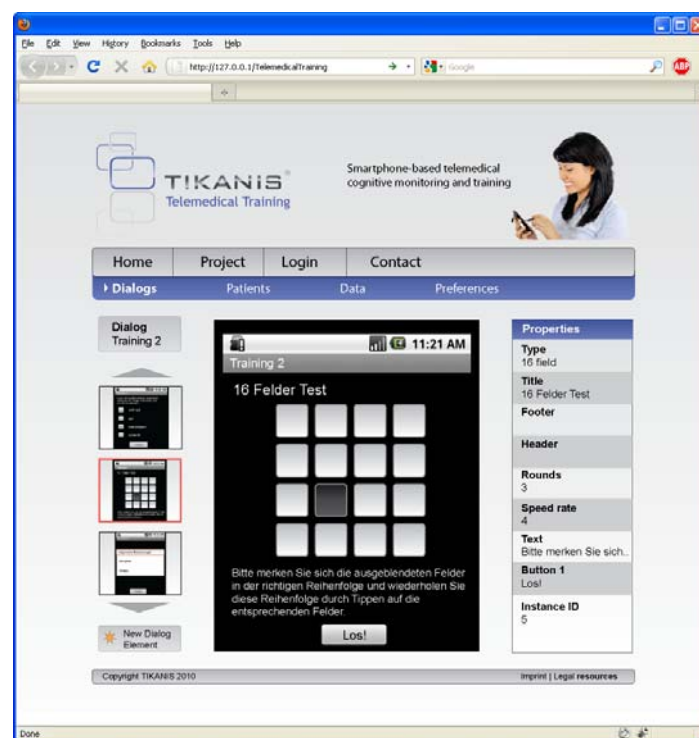 File Edit View History Bookmarks Tools Help
http://127.0.0.1/TelemedicalTraining
Google
ABP
TIKANIS®
Telemedical Training
Smartphone-based telemedical
cognitive monitoring and training
Home Project Login Contact
Dialogs Patients Data Preferences
Dialog
Training 2
New Dialog
Element
11:21 AM
Training 2
16 Felder Test
Bitte merken Sie sich die ausgeblendeten Felder
in der richtigen Reihenfolge und wiederholen Sie
diese Reihenfolge durch Tippen auf die
entsprechenden Felder.
Los!
Properties
Type
16 field
Title
16 Felder Test
Footer
Header
Rounds
3
Speed rate
4
Text
Bitte merken Sie sich..
Button 1
Los!
Instance ID
5
Copyright TIKANIS 2010
Imprint | Legal resources
Done